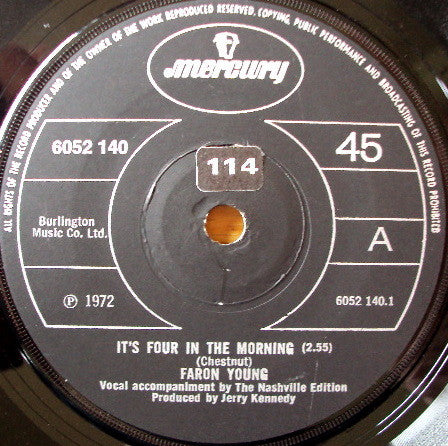 ALL RIGHTS OF THE RECORD PRODUCER AND OF THE OWNER OF THE WORK REPRODUCED RESERVED. COPYING, PUBLIC PERFORMANCE AND BROADCASTING OF THIS RECORD PROHIBITED
mercury
6052 140
114
45
Burlington
Music Co. Ltd.
A
℗ 1972
6052 140.1
IT'S FOUR IN THE MORNING (2.55)
(Chestnut)
FARON YOUNG
Vocal accompaniment by The Nashville Edition
Produced by Jerry Kennedy